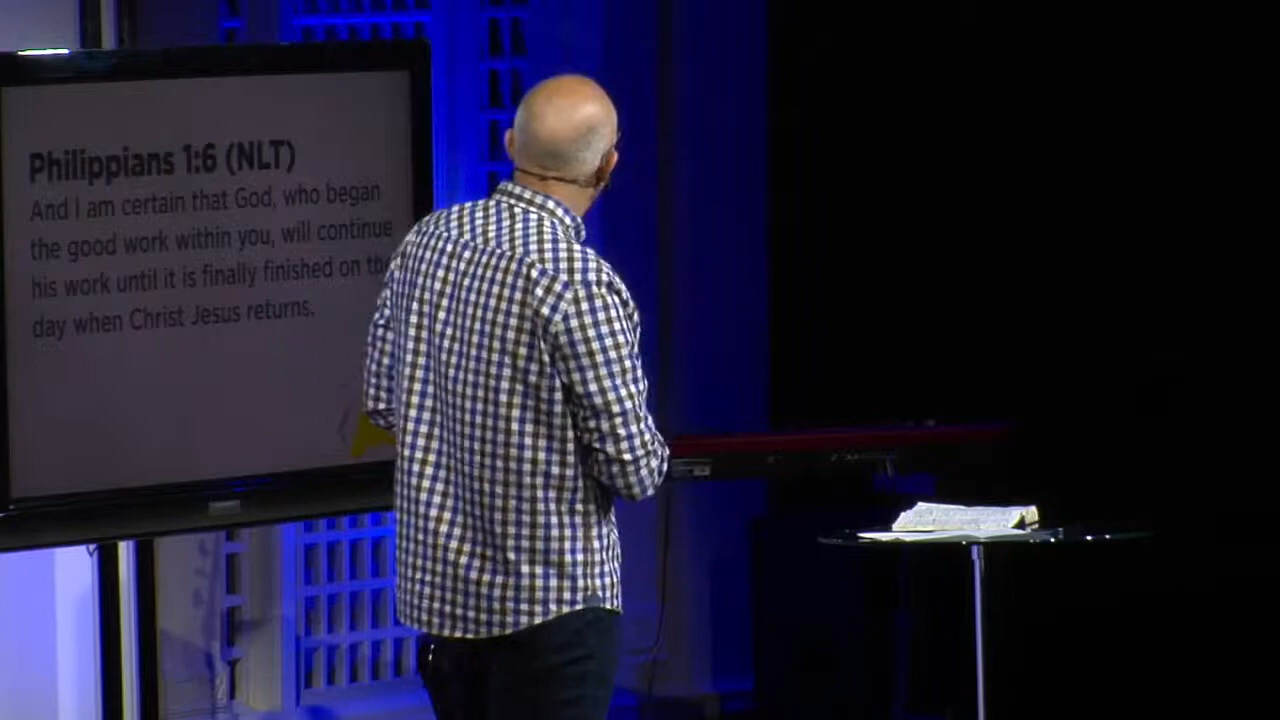 Philippians 1:6 (NLT)
And I am certain that God, who began
the good work within you, will continue
his work until it is finally finished on the
day when Christ Jesus returns.